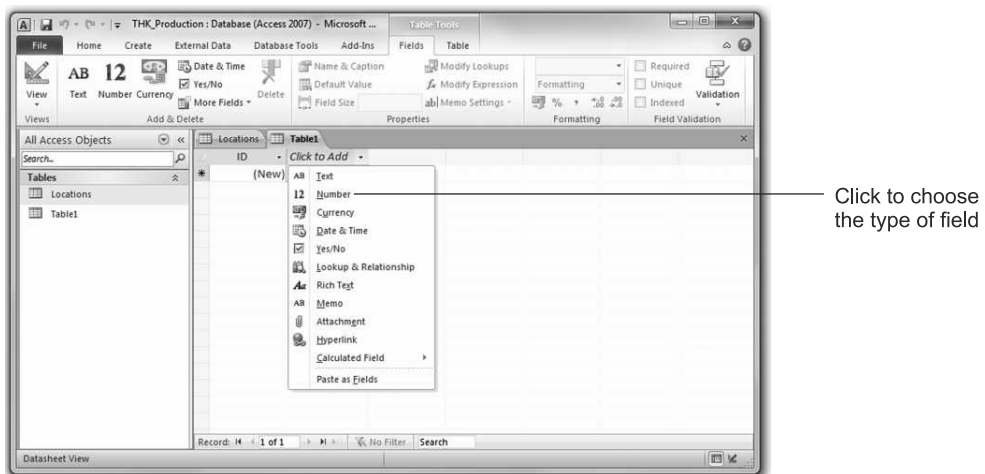 THK_Production : Database (Access 2007) - Microsoft ... Table Tools
File Home Create External Data Database Tools Add-Ins Fields Table
AB 12 Date & Time Name & Caption Modify Lookups Required
Yes/No Default Value Modify Expression Formatting Unique
View Text Number Currency More Fields Delete Field Size ab Memo Settings % , Indexed Validation
Views Add & Delete Properties Formatting Field Validation
All Access Objects « Locations Table1
Search.. ID Click to Add
Tables (New) AB Text
Locations 12 Number
Table1 Currency
Date & Time
Yes/No
Lookup & Relationship
Aa Rich Text
AB Memo
Attachment
Hyperlink
Calculated Field
Paste as Fields
Click to choose
the type of field
Record: 1 of 1 No Filter Search
Datasheet View